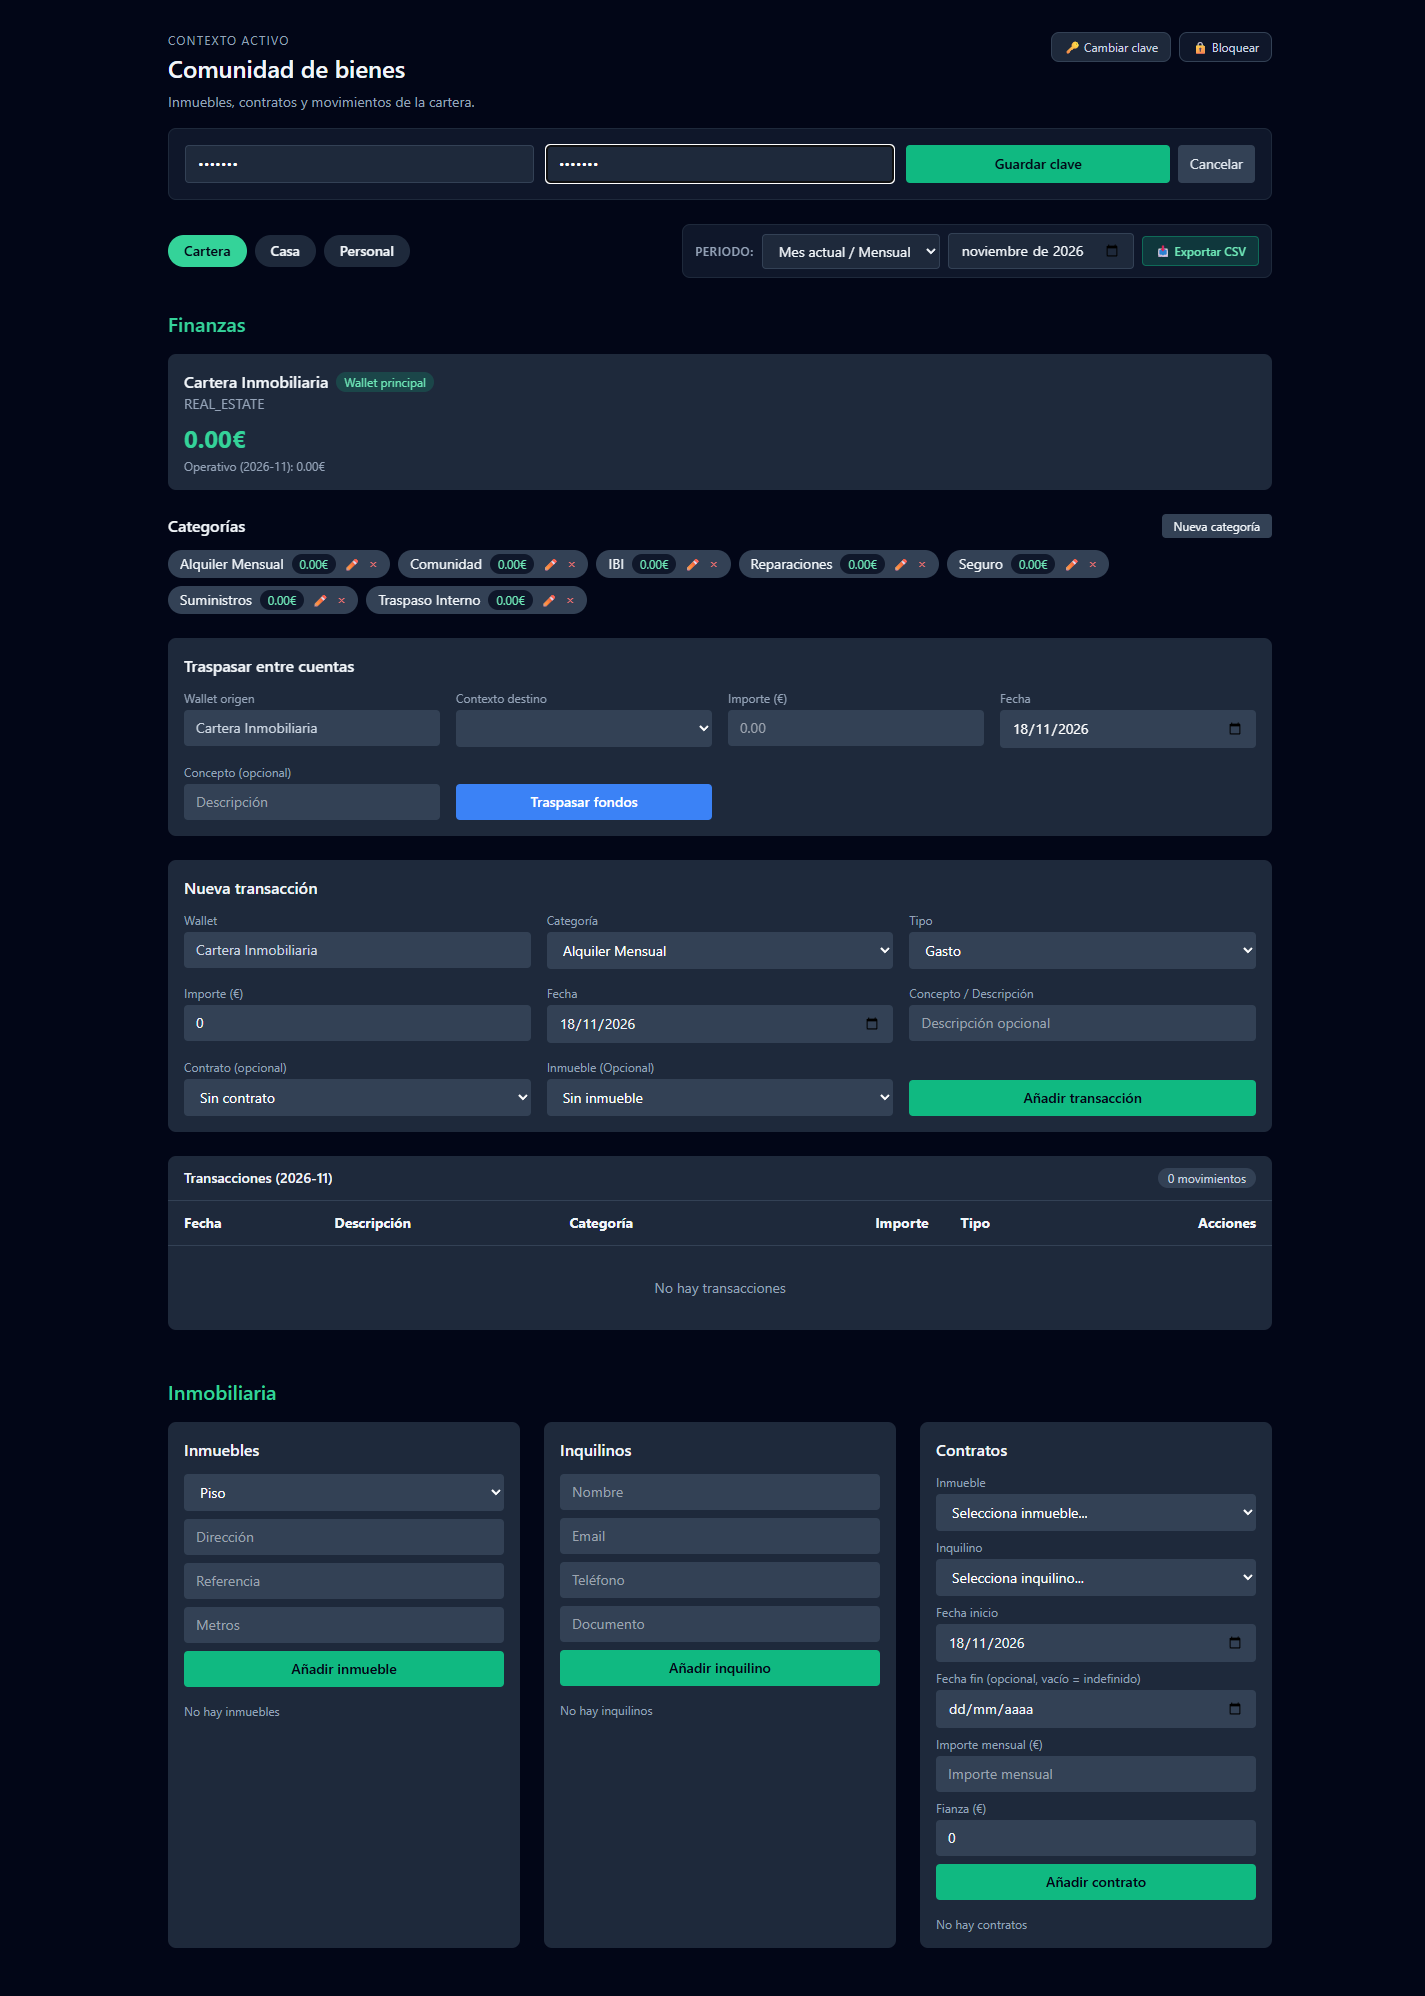 CONTEXTO ACTIVO
Comunidad de bienes
Inmuebles, contratos y movimientos de la cartera.
Cambiar clave
Bloquear
•••••••
•••••••
Guardar clave
Cancelar
Cartera
Casa
Personal
PERIODO:
Mes actual / Mensual
noviembre de 2026
Exportar CSV
Finanzas
Cartera Inmobiliaria
Wallet principal
REAL_ESTATE
0.00€
Operativo (2026-11): 0.00€
Categorías
Nueva categoría
Alquiler Mensual 0.00€ ×
Comunidad 0.00€ ×
IBI 0.00€ ×
Reparaciones 0.00€ ×
Seguro 0.00€ ×
Suministros 0.00€ ×
Traspaso Interno 0.00€ ×
Traspasar entre cuentas
Wallet origen
Cartera Inmobiliaria
Contexto destino
Importe (€)
0.00
Fecha
18/11/2026
Concepto (opcional)
Descripción
Traspasar fondos
Nueva transacción
Wallet
Cartera Inmobiliaria
Categoría
Alquiler Mensual
Tipo
Gasto
Importe (€)
0
Fecha
18/11/2026
Concepto / Descripción
Descripción opcional
Contrato (opcional)
Sin contrato
Inmueble (Opcional)
Sin inmueble
Añadir transacción
Transacciones (2026-11)
0 movimientos
Fecha Descripción Categoría Importe Tipo Acciones
No hay transacciones
Inmobiliaria
Inmuebles
Piso
Dirección
Referencia
Metros
Añadir inmueble
No hay inmuebles
Inquilinos
Nombre
Email
Teléfono
Documento
Añadir inquilino
No hay inquilinos
Contratos
Inmueble
Selecciona inmueble...
Inquilino
Selecciona inquilino...
Fecha inicio
18/11/2026
Fecha fin (opcional, vacío = indefinido)
dd/mm/aaaa
Importe mensual (€)
Importe mensual
Fianza (€)
0
Añadir contrato
No hay contratos